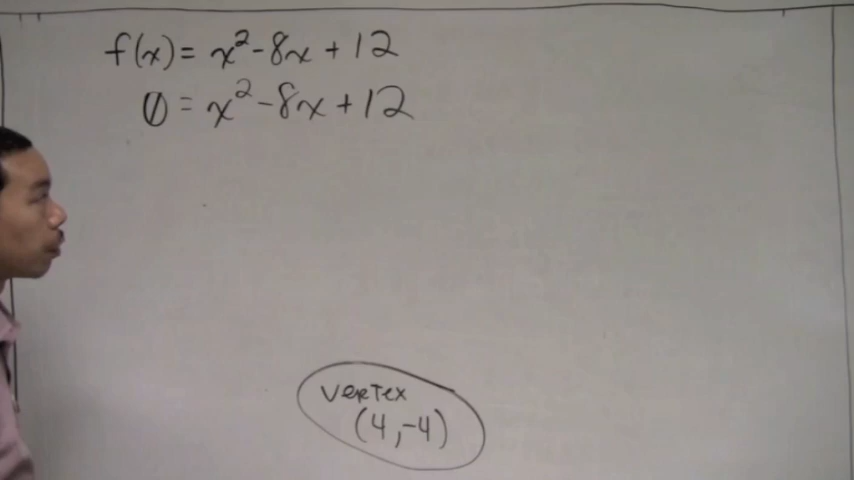 f(x) = x² - 8x + 12
0 = x² - 8x + 12
vertex
(4, -4)